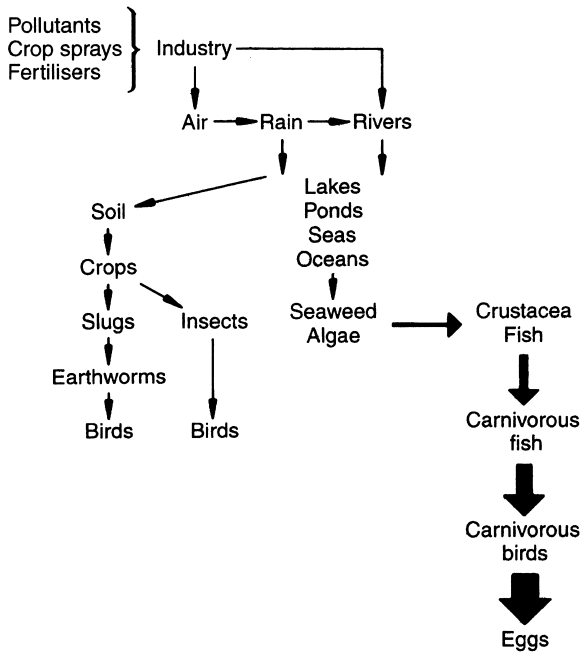 Pollutants
Crop sprays
Fertilisers
Industry
Air
Rain
Rivers
Lakes
Ponds
Seas
Oceans
Soil
Crops
Slugs
Insects
Earthworms
Birds
Birds
Seaweed
Algae
Crustacea
Fish
Carnivorous
fish
Carnivorous
birds
Eggs